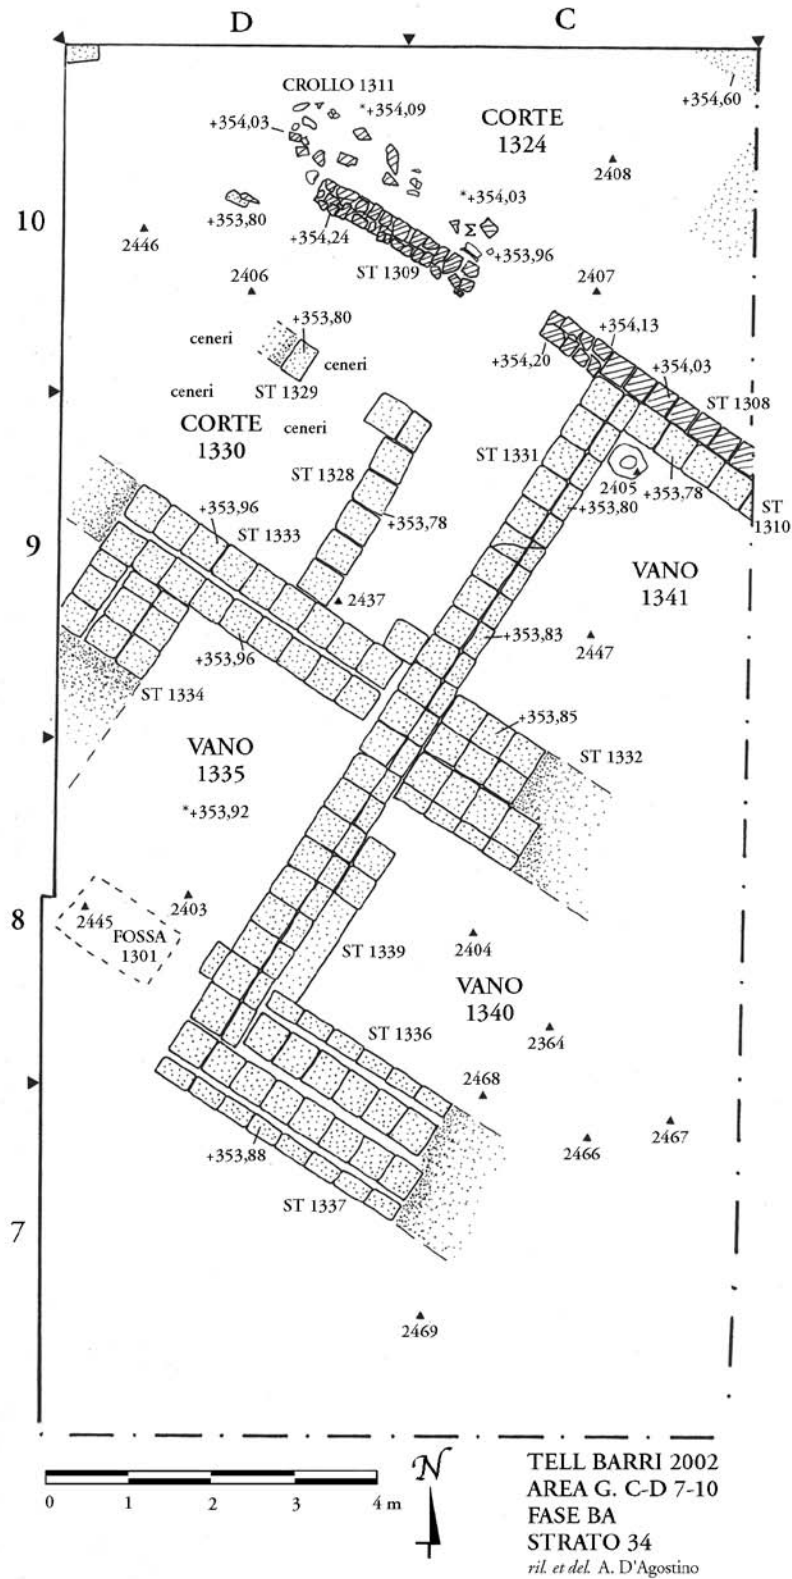 D
C
CROLLO 1311
*+354,09
+354,03
+354,60
CORTE
1324
2408
*+354,03
10
+353,80
2446
+354,24
Σ
+353,96
ST 1309
2406
2407
+353,80
ceneri
ceneri
+354,13
+354,20
+354,03
ceneri
ST 1329
ST 1308
CORTE
1330
ceneri
ST 1331
ST 1328
2405
+353,78
+353,80
ST
1310
+353,96
ST 1333
+353,78
9
VANO
1341
2437
+353,83
2447
+353,96
ST 1334
+353,85
ST 1332
VANO
1335
*+353,92
8
2445
2403
FOSSA
1301
2404
ST 1339
VANO
1340
ST 1336
2364
2468
2466
2467
+353,88
ST 1337
7
2469
N
0 1 2 3 4 m
TELL BARRI 2002
AREA G. C-D 7-10
FASE BA
STRATO 34
ril. et del. A. D'Agostino